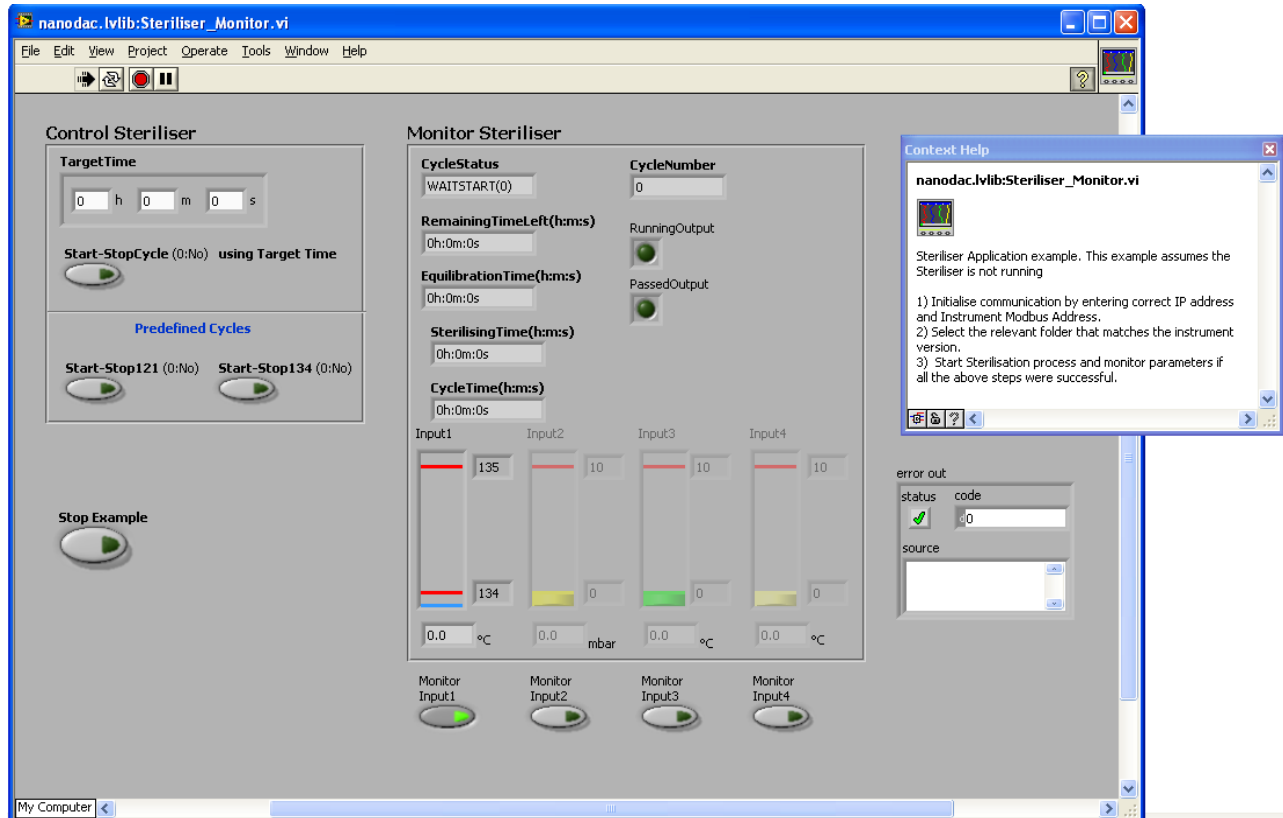 nanodac.lvlib:Steriliser_Monitor.vi
File Edit View Project Operate Tools Window Help
Control Steriliser
TargetTime
0 h 0 m 0 s
Start-StopCycle (0:No) using Target Time
Predefined Cycles
Start-Stop121 (0:No) Start-Stop134 (0:No)
Stop Example
Monitor Steriliser
CycleStatus
WAITSTART(0)
CycleNumber
0
RemainingTimeLeft(h:m:s)
0h:0m:0s
RunningOutput
EquilibrationTime(h:m:s)
0h:0m:0s
PassedOutput
SterilisingTime(h:m:s)
0h:0m:0s
CycleTime(h:m:s)
0h:0m:0s
Input1 Input2 Input3 Input4
135 10 10 10
134 0 0 0
0.0 °C 0.0 mbar 0.0 °C 0.0 °C
Monitor Monitor Monitor Monitor
Input1 Input2 Input3 Input4
Context Help
nanodac.lvlib:Steriliser_Monitor.vi
Steriliser Application example. This example assumes the
Steriliser is not running
1) Initialise communication by entering correct IP address
and Instrument Modbus Address.
2) Select the relevant folder that matches the instrument
version.
3) Start Sterilisation process and monitor parameters if
all the above steps were successful.
?
error out
status code
d0
source
My Computer